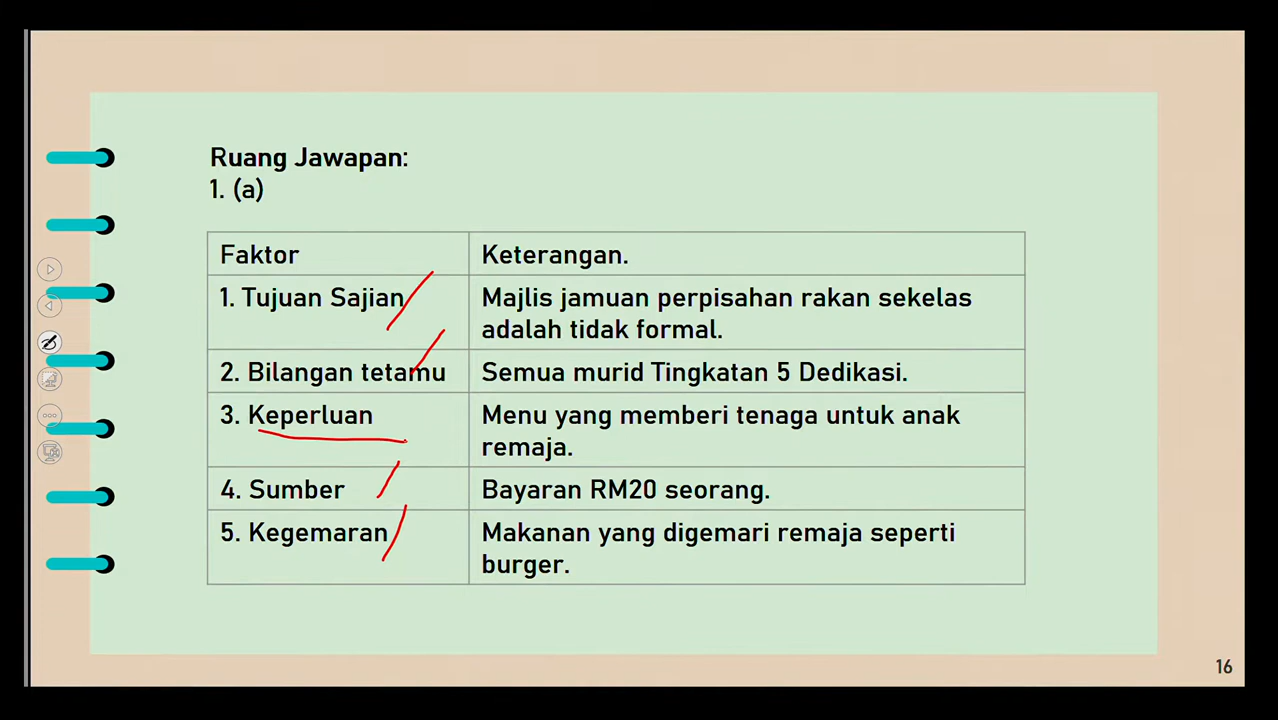 Ruang Jawapan:
1. (a)
Faktor
Keterangan.
1. Tujuan Sajian
Majlis jamuan perpisahan rakan sekelas
adalah tidak formal.
2. Bilangan tetamu
Semua murid Tingkatan 5 Dedikasi.
3. Keperluan
Menu yang memberi tenaga untuk anak
remaja.
4. Sumber
Bayaran RM20 seorang.
5. Kegemaran
Makanan yang digemari remaja seperti
burger.
16